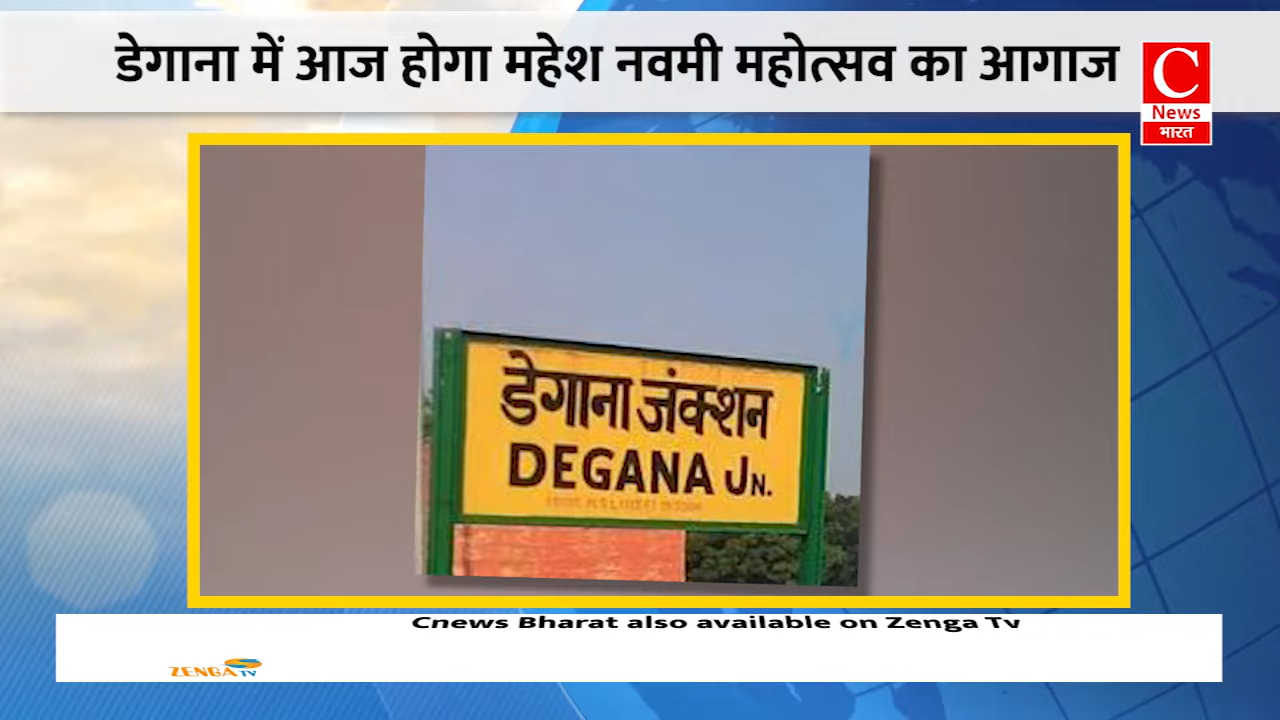 डेगाना में आज होगा महेश नवमी महोत्सव का आगाज
C
News
भारत
डेगाना जंक्शन
DEGANA JN.
Cnews Bharat also available on Zenga Tv
ZENGA TV